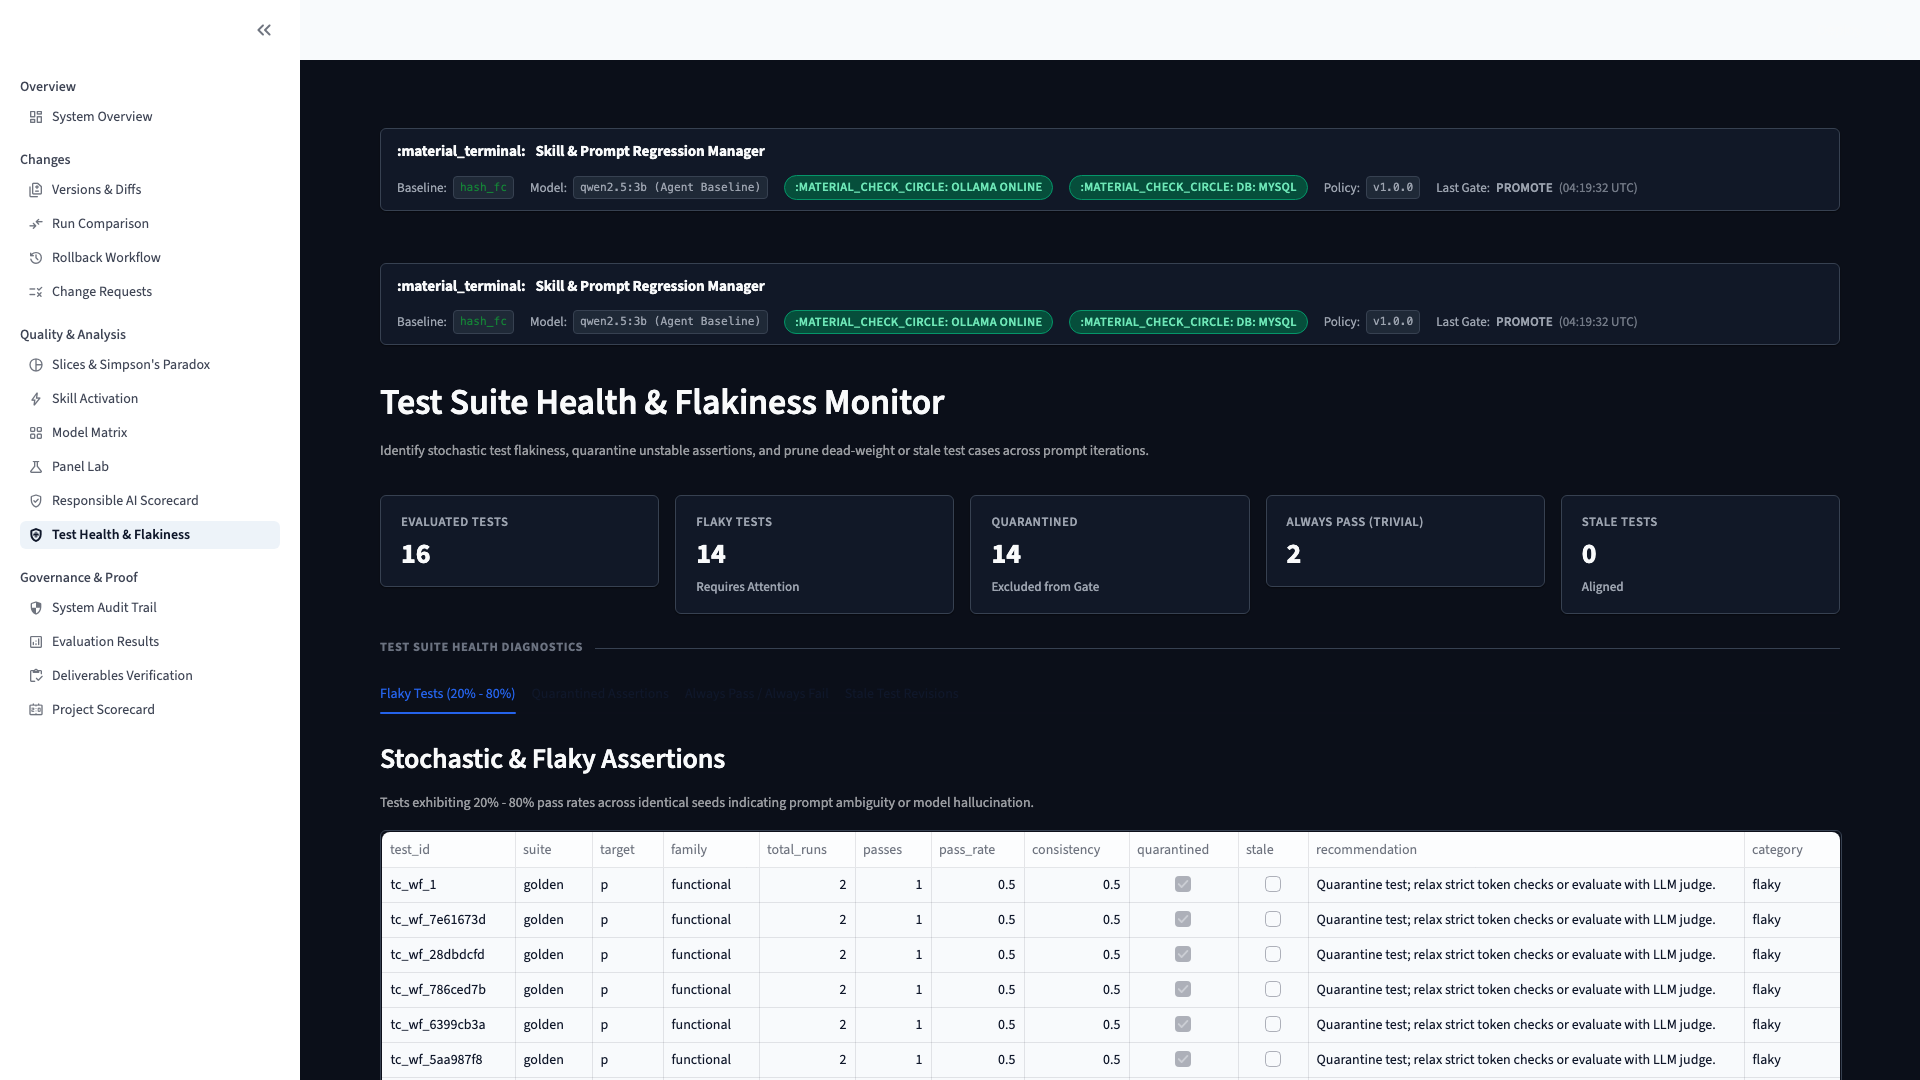 Overview
System Overview
Changes
Versions & Diffs
Run Comparison
Rollback Workflow
Change Requests
Quality & Analysis
Slices & Simpson's Paradox
Skill Activation
Model Matrix
Panel Lab
Responsible AI Scorecard
Test Health & Flakiness
Governance & Proof
System Audit Trail
Evaluation Results
Deliverables Verification
Project Scorecard
:material_terminal: Skill & Prompt Regression Manager
Baseline: hash_fc Model: qwen2.5:3b (Agent Baseline) :MATERIAL_CHECK_CIRCLE: OLLAMA ONLINE :MATERIAL_CHECK_CIRCLE: DB: MYSQL Policy: v1.0.0 Last Gate: PROMOTE (04:19:32 UTC)
:material_terminal: Skill & Prompt Regression Manager
Baseline: hash_fc Model: qwen2.5:3b (Agent Baseline) :MATERIAL_CHECK_CIRCLE: OLLAMA ONLINE :MATERIAL_CHECK_CIRCLE: DB: MYSQL Policy: v1.0.0 Last Gate: PROMOTE (04:19:32 UTC)
Test Suite Health & Flakiness Monitor
Identify stochastic test flakiness, quarantine unstable assertions, and prune dead-weight or stale test cases across prompt iterations.
EVALUATED TESTS
16
FLAKY TESTS
14
Requires Attention
QUARANTINED
14
Excluded from Gate
ALWAYS PASS (TRIVIAL)
2
STALE TESTS
0
Aligned
TEST SUITE HEALTH DIAGNOSTICS
Flaky Tests (20% - 80%) Quarantined Assertions Always Pass / Always Fail Stale Test Revisions
Stochastic & Flaky Assertions
Tests exhibiting 20% - 80% pass rates across identical seeds indicating prompt ambiguity or model hallucination.
test_id suite target family total_runs passes pass_rate consistency quarantined stale recommendation category
tc_wf_1 golden p functional 2 1 0.5 0.5 Quarantine test; relax strict token checks or evaluate with LLM judge. flaky
tc_wf_7e61673d golden p functional 2 1 0.5 0.5 Quarantine test; relax strict token checks or evaluate with LLM judge. flaky
tc_wf_28dbdcfd golden p functional 2 1 0.5 0.5 Quarantine test; relax strict token checks or evaluate with LLM judge. flaky
tc_wf_786ced7b golden p functional 2 1 0.5 0.5 Quarantine test; relax strict token checks or evaluate with LLM judge. flaky
tc_wf_6399cb3a golden p functional 2 1 0.5 0.5 Quarantine test; relax strict token checks or evaluate with LLM judge. flaky
tc_wf_5aa987f8 golden p functional 2 1 0.5 0.5 Quarantine test; relax strict token checks or evaluate with LLM judge. flaky